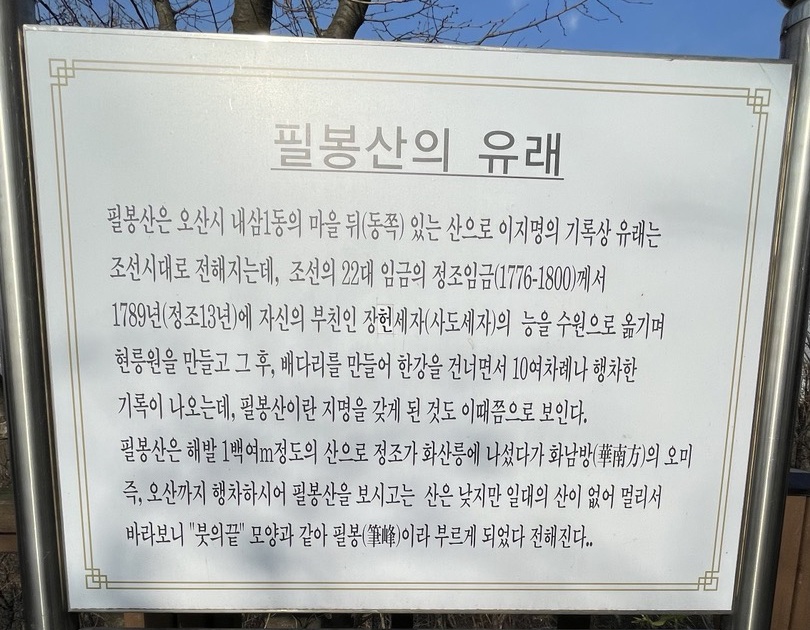 필봉산의 유래
필봉산은 오산시 내삼1동의 마을 뒤(동쪽) 있는 산으로 이지명의 기록상 유래는
조선시대로 전해지는데, 조선의 22대 임금의 정조임금(1776-1800)께서
1789년(정조13년)에 자신의 부친인 장헌세자(사도세자)의 능을 수원으로 옮기며
현릉원을 만들고 그 후, 배다리를 만들어 한강을 건너면서 10여차례나 행차한
기록이 나오는데, 필봉산이란 지명을 갖게 된 것도 이때쯤으로 보인다.
필봉산은 해발 1백여m정도의 산으로 정조가 화산릉에 나섰다가 화남방(華南方)의 오미
즉, 오산까지 행차하시어 필봉산을 보시고는 산은 낮지만 일대의 산이 없어 멀리서
바라보니 "붓의끝" 모양과 같아 필봉(筆峰)이라 부르게 되었다 전해진다..